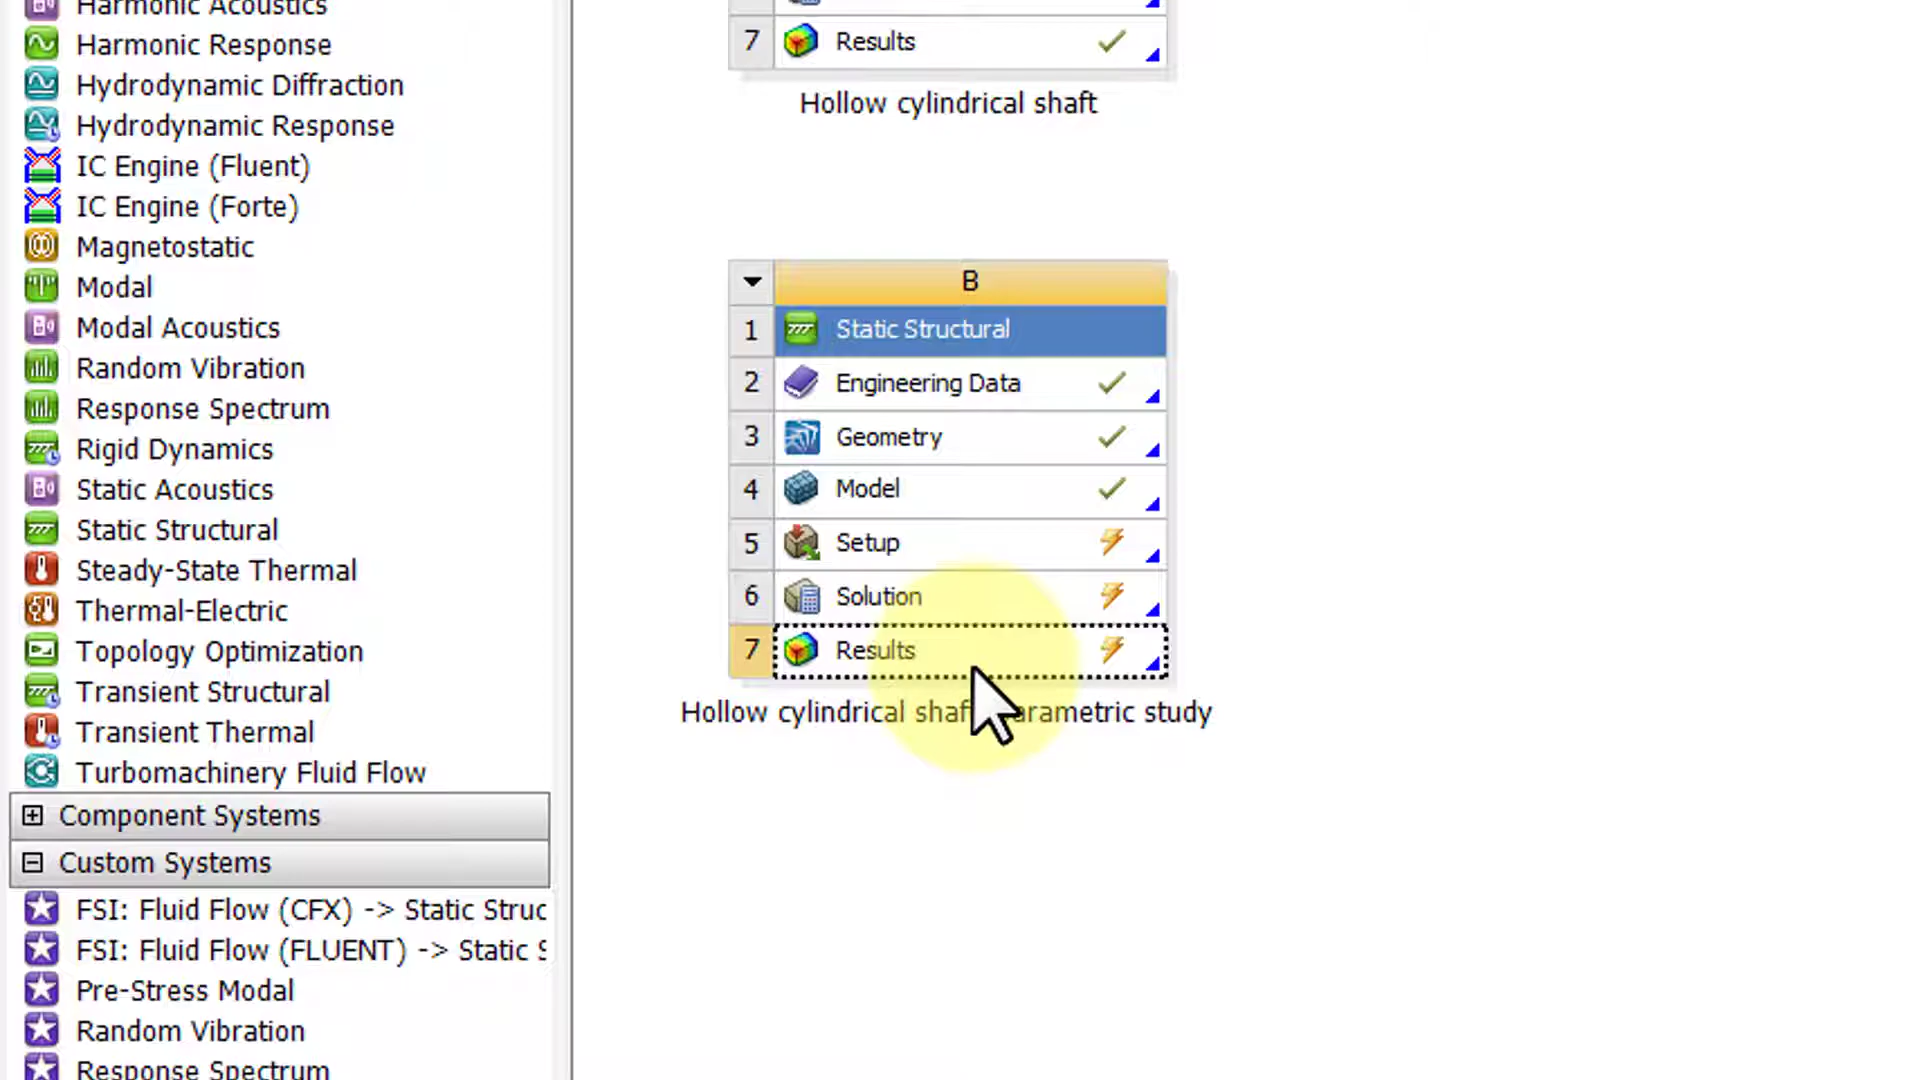 Harmonic Acoustics
Harmonic Response
Hydrodynamic Diffraction
Hydrodynamic Response
IC Engine (Fluent)
IC Engine (Forte)
Magnetostatic
Modal
Modal Acoustics
Random Vibration
Response Spectrum
Rigid Dynamics
Static Acoustics
Static Structural
Steady-State Thermal
Thermal-Electric
Topology Optimization
Transient Structural
Transient Thermal
Turbomachinery Fluid Flow
Component Systems
Custom Systems
FSI: Fluid Flow (CFX) -> Static Struc
FSI: Fluid Flow (FLUENT) -> Static S
Pre-Stress Modal
Random Vibration
Response Spectrum
7 Results
Hollow cylindrical shaft
B
1 Static Structural
2 Engineering Data
3 Geometry
4 Model
5 Setup
6 Solution
7 Results
Hollow cylindrical shaft parametric study